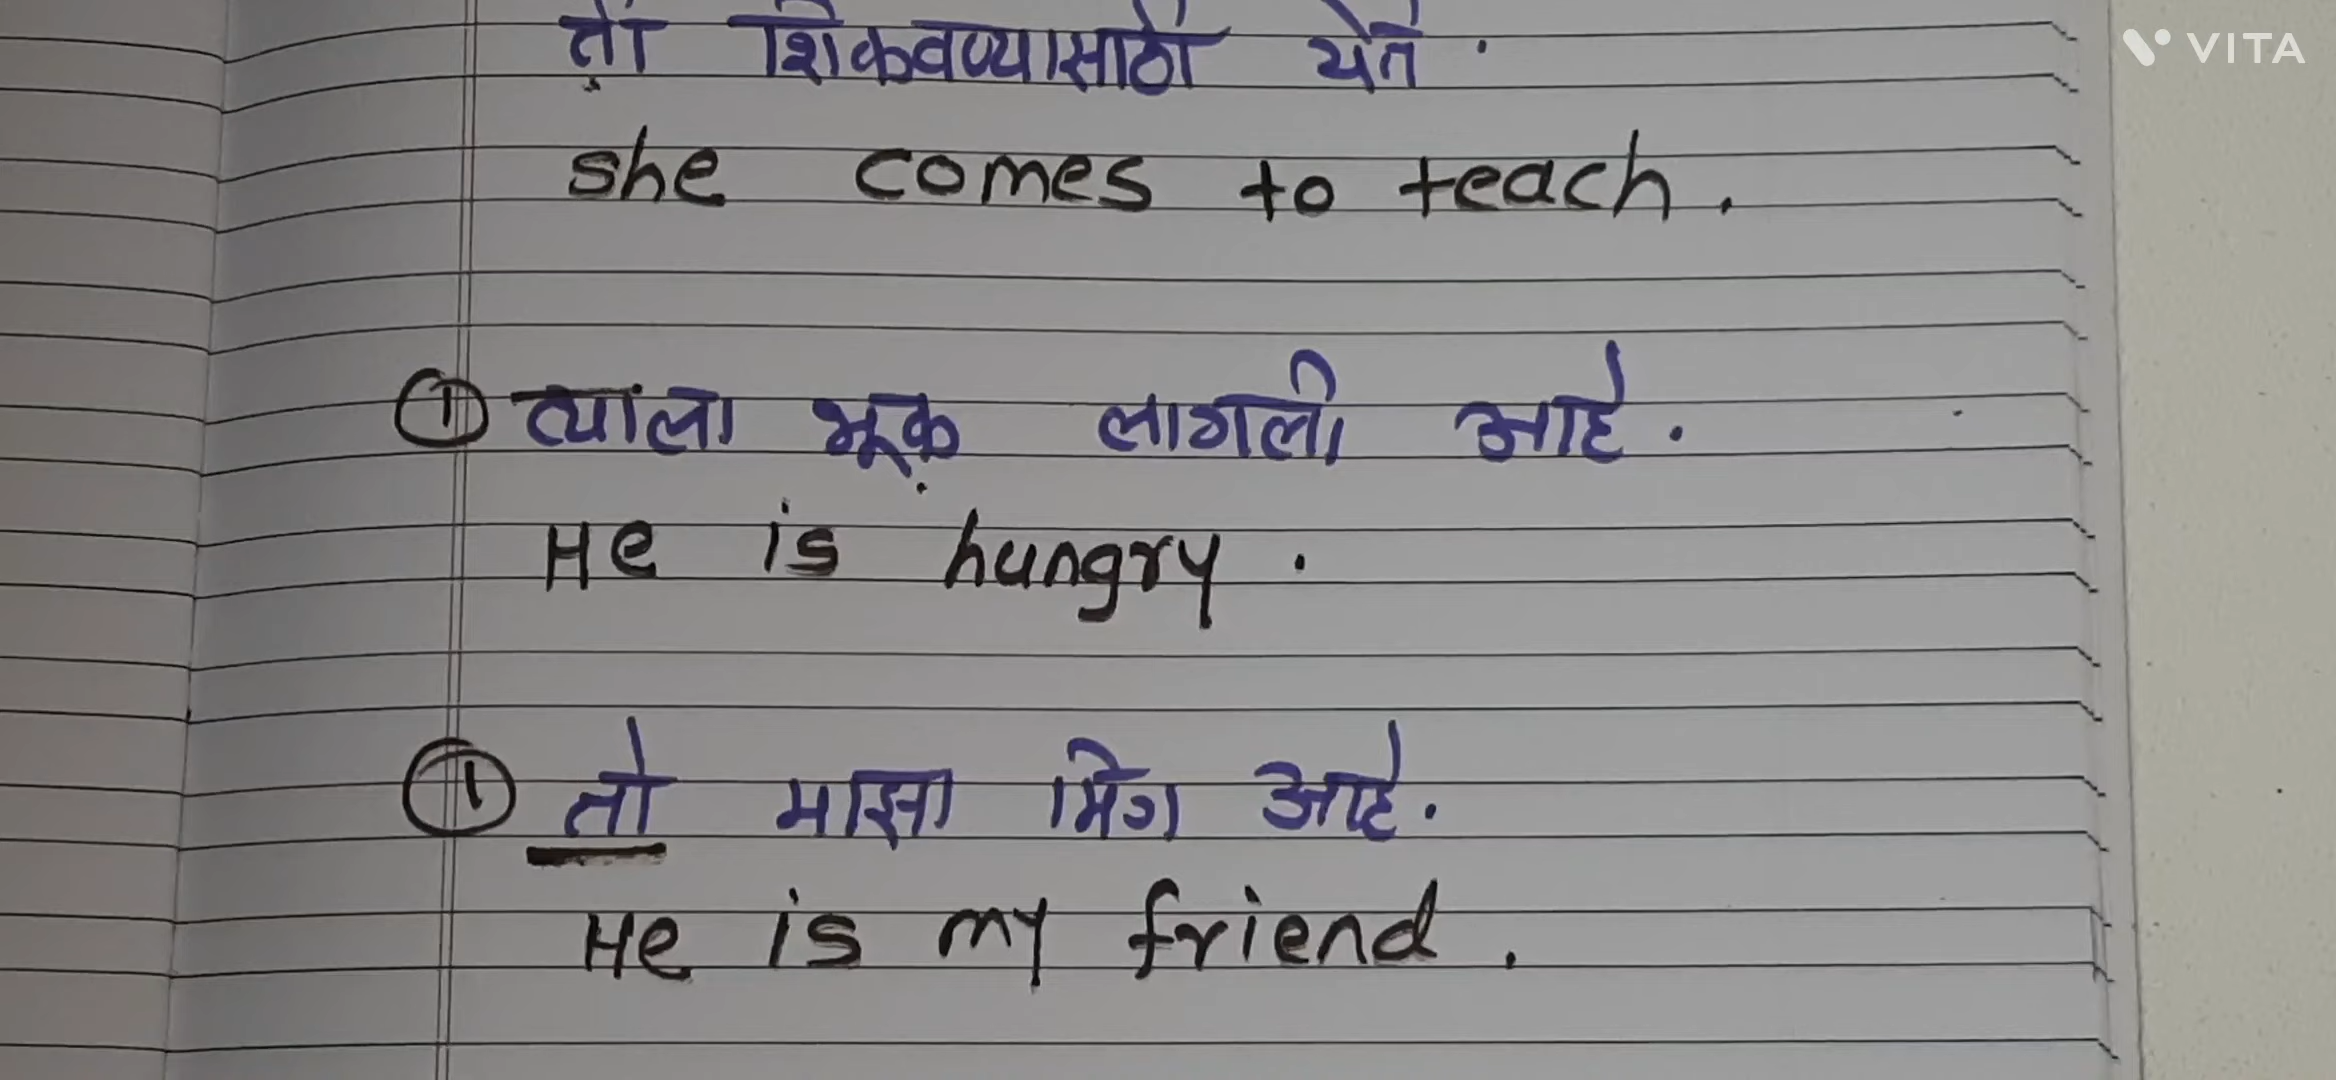 ती शिकवण्यासाठी येते.
VITA
she comes to teach.
① त्यांला भूक लागली आहे.
He is hungry.
① तो माझा मित्र आहे.
He is my friend.